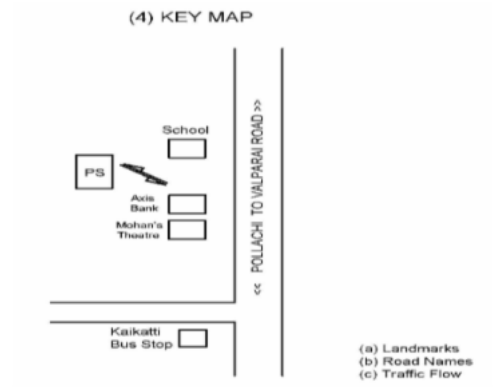 (4) KEY MAP
School
PS
Axis
Bank
Mohan's
Theatre
<< POLLACHI TO VALPARAI ROAD >>
Kaikatti
Bus Stop
(a) Landmarks
(b) Road Names
(c) Traffic Flow